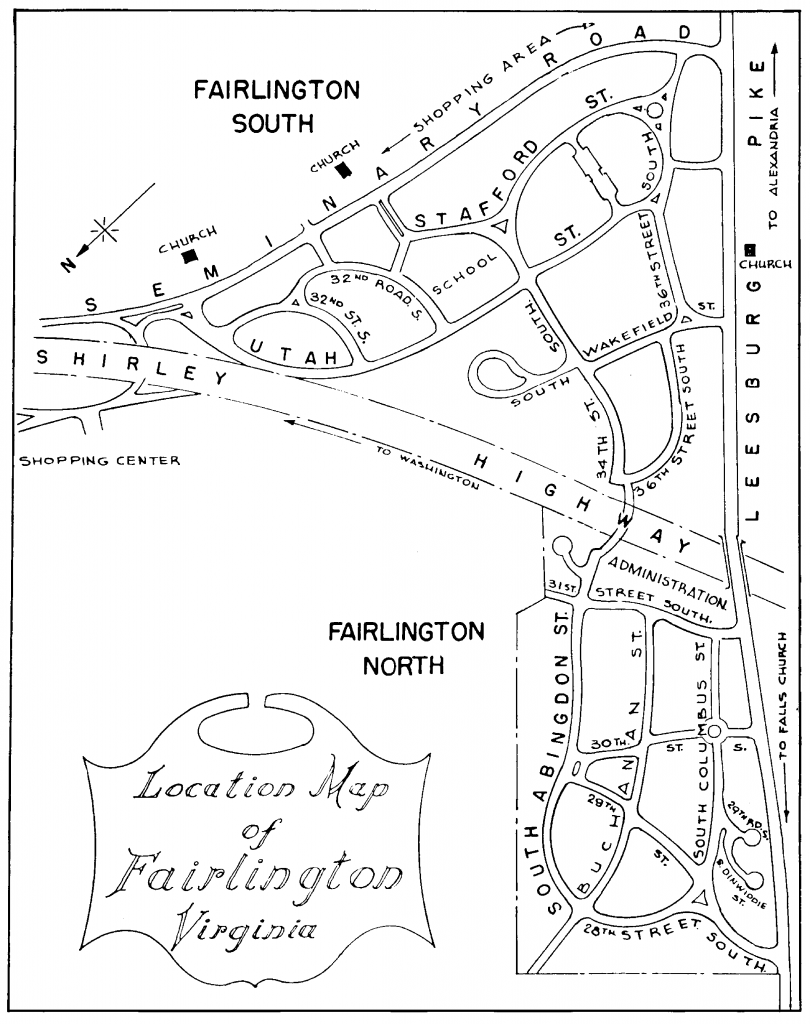 FAIRLINGTON
SOUTH
SHOPPING AREA
SEMINARY ROAD
CHURCH
CHURCH
N
STAFFORD ST.
SOUTH
LEESBURG PIKE
TO ALEXANDRIA
CHURCH
SCHOOL
ST.
36TH STREET
32ND ROAD. S.
32ND ST. S.
UTAH
SOUTH.
WAKEFIELD ST.
SOUTH
34TH ST.
36TH STREET SOUTH
SHIRLEY HIGHWAY
TO WASHINGTON
SHOPPING CENTER
ADMINISTRATION
31ST. STREET SOUTH.
FAIRLINGTON
NORTH
TO FALLS CHURCH
SOUTH ABINGDON ST.
BUCHANAN ST.
SOUTH COLUMBUS ST.
30TH. ST. S.
29TH ST.
29TH RD. S.
S. DINWIDDIE
ST.
28TH STREET SOUTH.
Location Map
of
Fairlington
Virginia